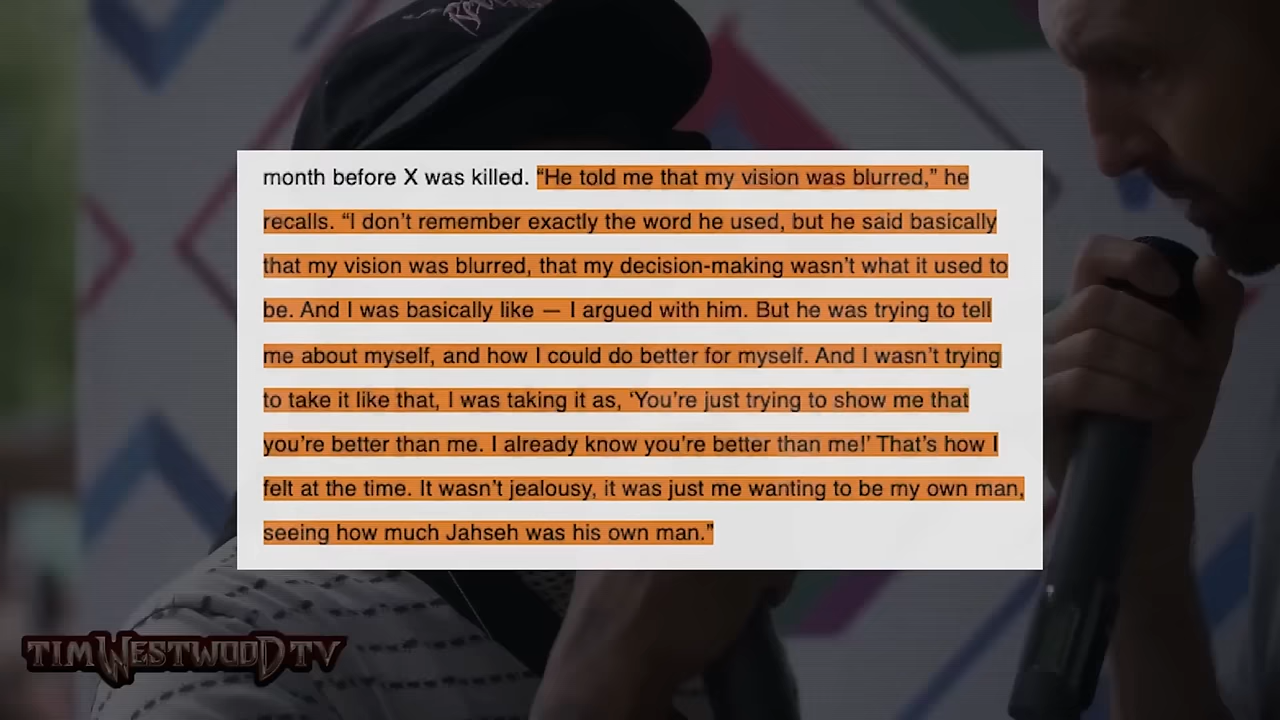 month before X was killed. “He told me that my vision was blurred,” he
recalls. “I don’t remember exactly the word he used, but he said basically
that my vision was blurred, that my decision-making wasn’t what it used to
be. And I was basically like — I argued with him. But he was trying to tell
me about myself, and how I could do better for myself. And I wasn’t trying
to take it like that, I was taking it as, ‘You’re just trying to show me that
you’re better than me. I already know you’re better than me!’ That’s how I
felt at the time. It wasn’t jealousy, it was just me wanting to be my own man,
seeing how much Jahseh was his own man.”
TIMWESTWOODTV